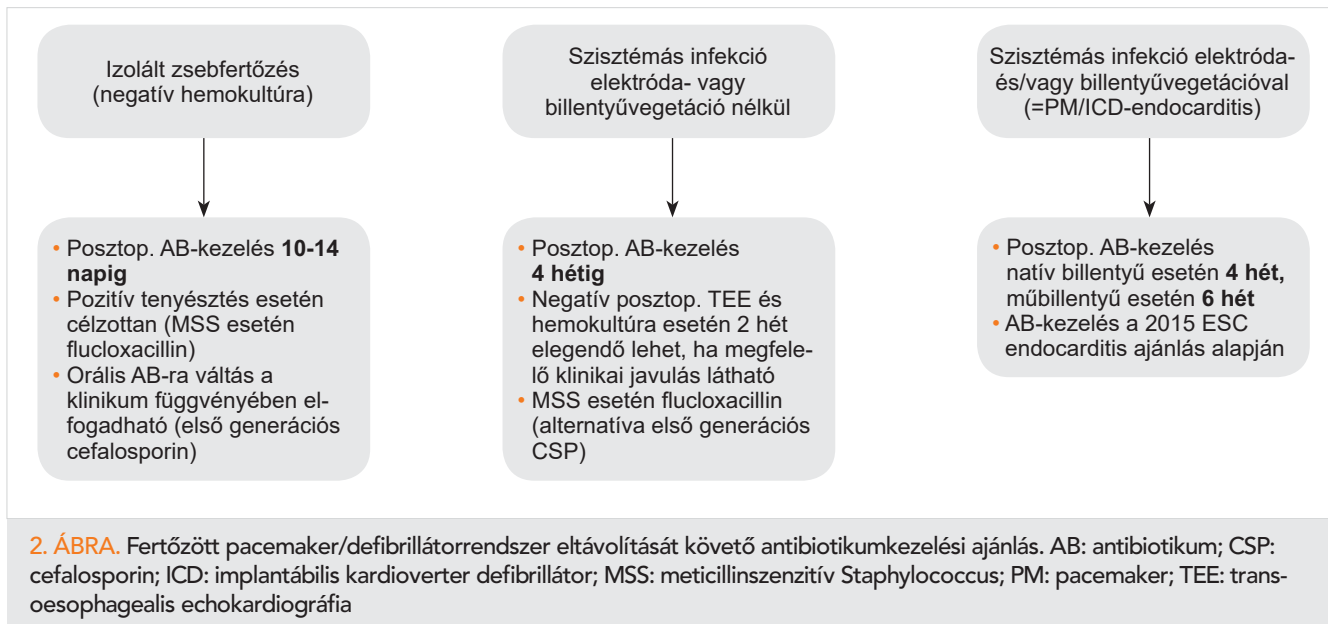 Izolált zsebfertőzés
(negatív hemokultúra)
Szisztémás infekció
elektróda- vagy
billentyűvegetáció nélkül
Szisztémás infekció elektróda-
és/vagy billentyűvegetációval
(=PM/ICD-endocarditis)
• Posztop. AB-kezelés 10-14
napig
• Pozitív tenyésztés esetén
célzottan (MSS esetén
flucloxacillin)
• Orális AB-ra váltás a
klinikum függvényében el-
fogadható (első generációs
cefalosporin)
• Posztop. AB-kezelés
4 hétig
• Negatív posztop. TEE és
hemokultúra esetén 2 hét
elegendő lehet, ha megfele-
lő klinikai javulás látható
• MSS esetén flucloxacillin
(alternatíva első generációs
CSP)
• Posztop. AB-kezelés
natív billentyű esetén 4 hét,
műbillentyű esetén 6 hét
• AB-kezelés a 2015 ESC
endocarditis ajánlás alapján
2. ÁBRA. Fertőzött pacemaker/defibrillátorrendszer eltávolítását követő antibiotikumkezelési ajánlás. AB: antibiotikum; CSP:
cefalosporin; ICD: implantábilis kardioverter defibrillátor; MSS: meticillinszenzitív Staphylococcus; PM: pacemaker; TEE: trans-
oesophagealis echokardiográfia